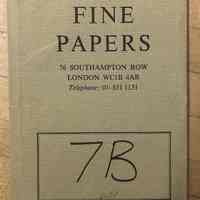 FINE
PAPERS
76 SOUTHAMPTON ROW
LONDON WC1B 4AR
Telephone: 01-831 1151
7B